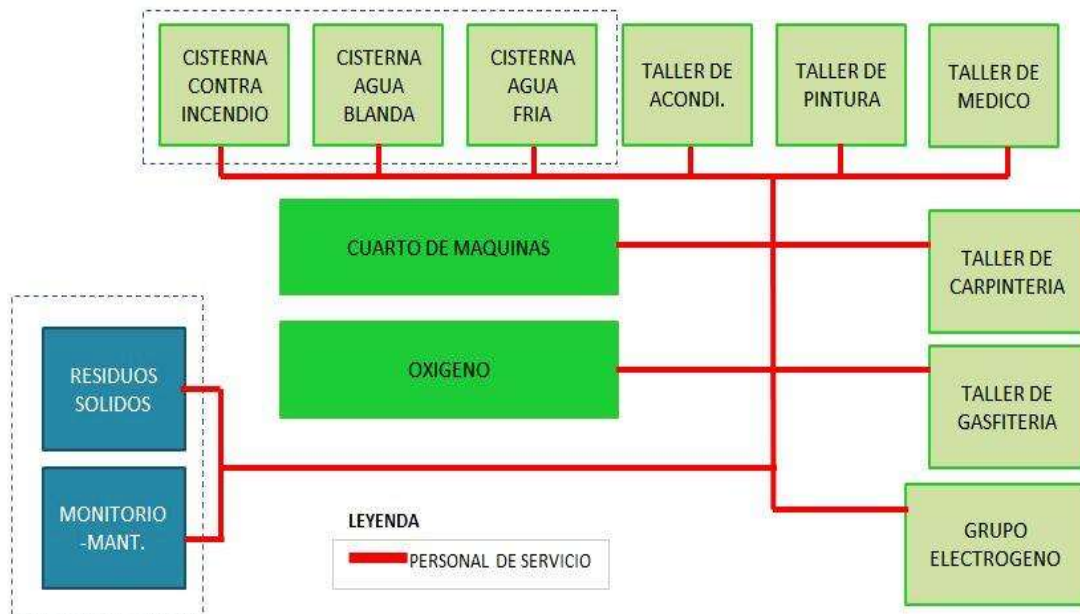 CISTERNA
CONTRA
INCENDIO
CISTERNA
AGUA
BLANDA
CISTERNA
AGUA
FRIA
TALLER DE
ACONDI.
TALLER DE
PINTURA
TALLER DE
MEDICO
CUARTO DE MAQUINAS
TALLER DE
CARPINTERIA
RESIDUOS
SOLIDOS
OXIGENO
TALLER DE
GASFITERIA
MONITORIO
-MANT.
LEYENDA
PERSONAL DE SERVICIO
GRUPO
ELECTROGENO